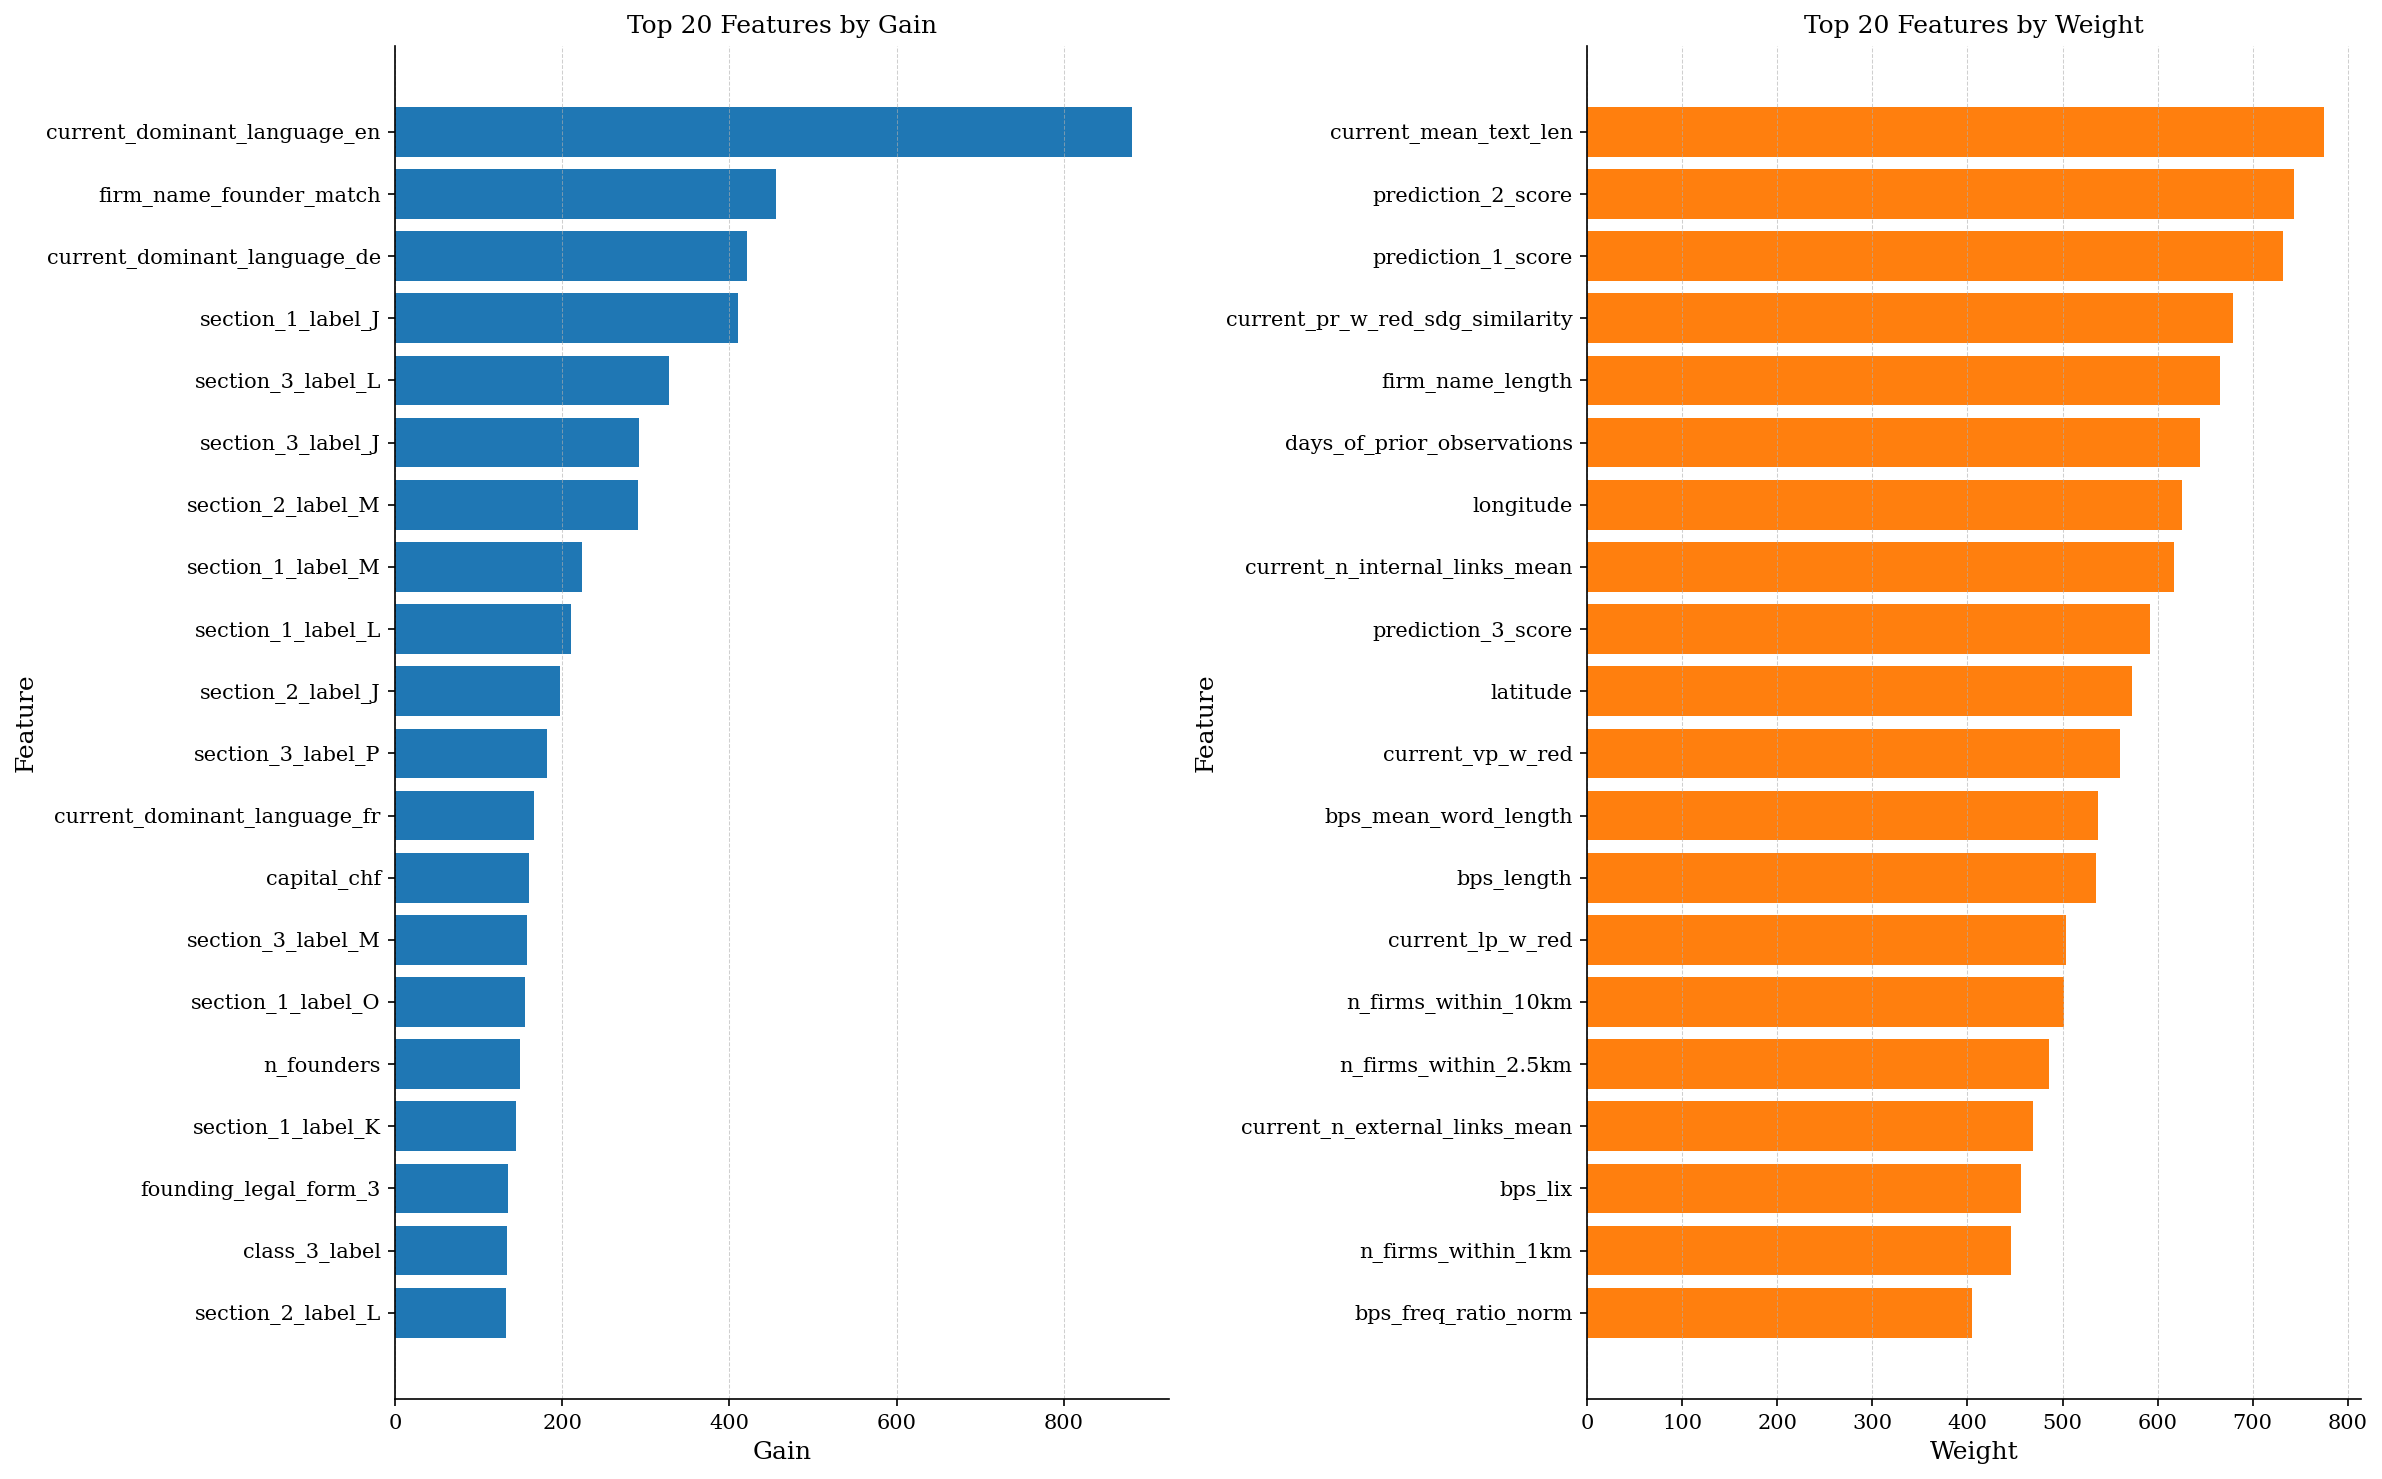 Top 20 Features by Gain
Feature
current_dominant_language_en
firm_name_founder_match
current_dominant_language_de
section_1_label_J
section_3_label_L
section_3_label_J
section_2_label_M
section_1_label_M
section_1_label_L
section_2_label_J
section_3_label_P
current_dominant_language_fr
capital_chf
section_3_label_M
section_1_label_O
n_founders
section_1_label_K
founding_legal_form_3
class_3_label
section_2_label_L
0 200 400 600 800
Gain
Top 20 Features by Weight
Feature
current_mean_text_len
prediction_2_score
prediction_1_score
current_pr_w_red_sdg_similarity
firm_name_length
days_of_prior_observations
longitude
current_n_internal_links_mean
prediction_3_score
latitude
current_vp_w_red
bps_mean_word_length
bps_length
current_lp_w_red
n_firms_within_10km
n_firms_within_2.5km
current_n_external_links_mean
bps_lix
n_firms_within_1km
bps_freq_ratio_norm
0 100 200 300 400 500 600 700 800
Weight